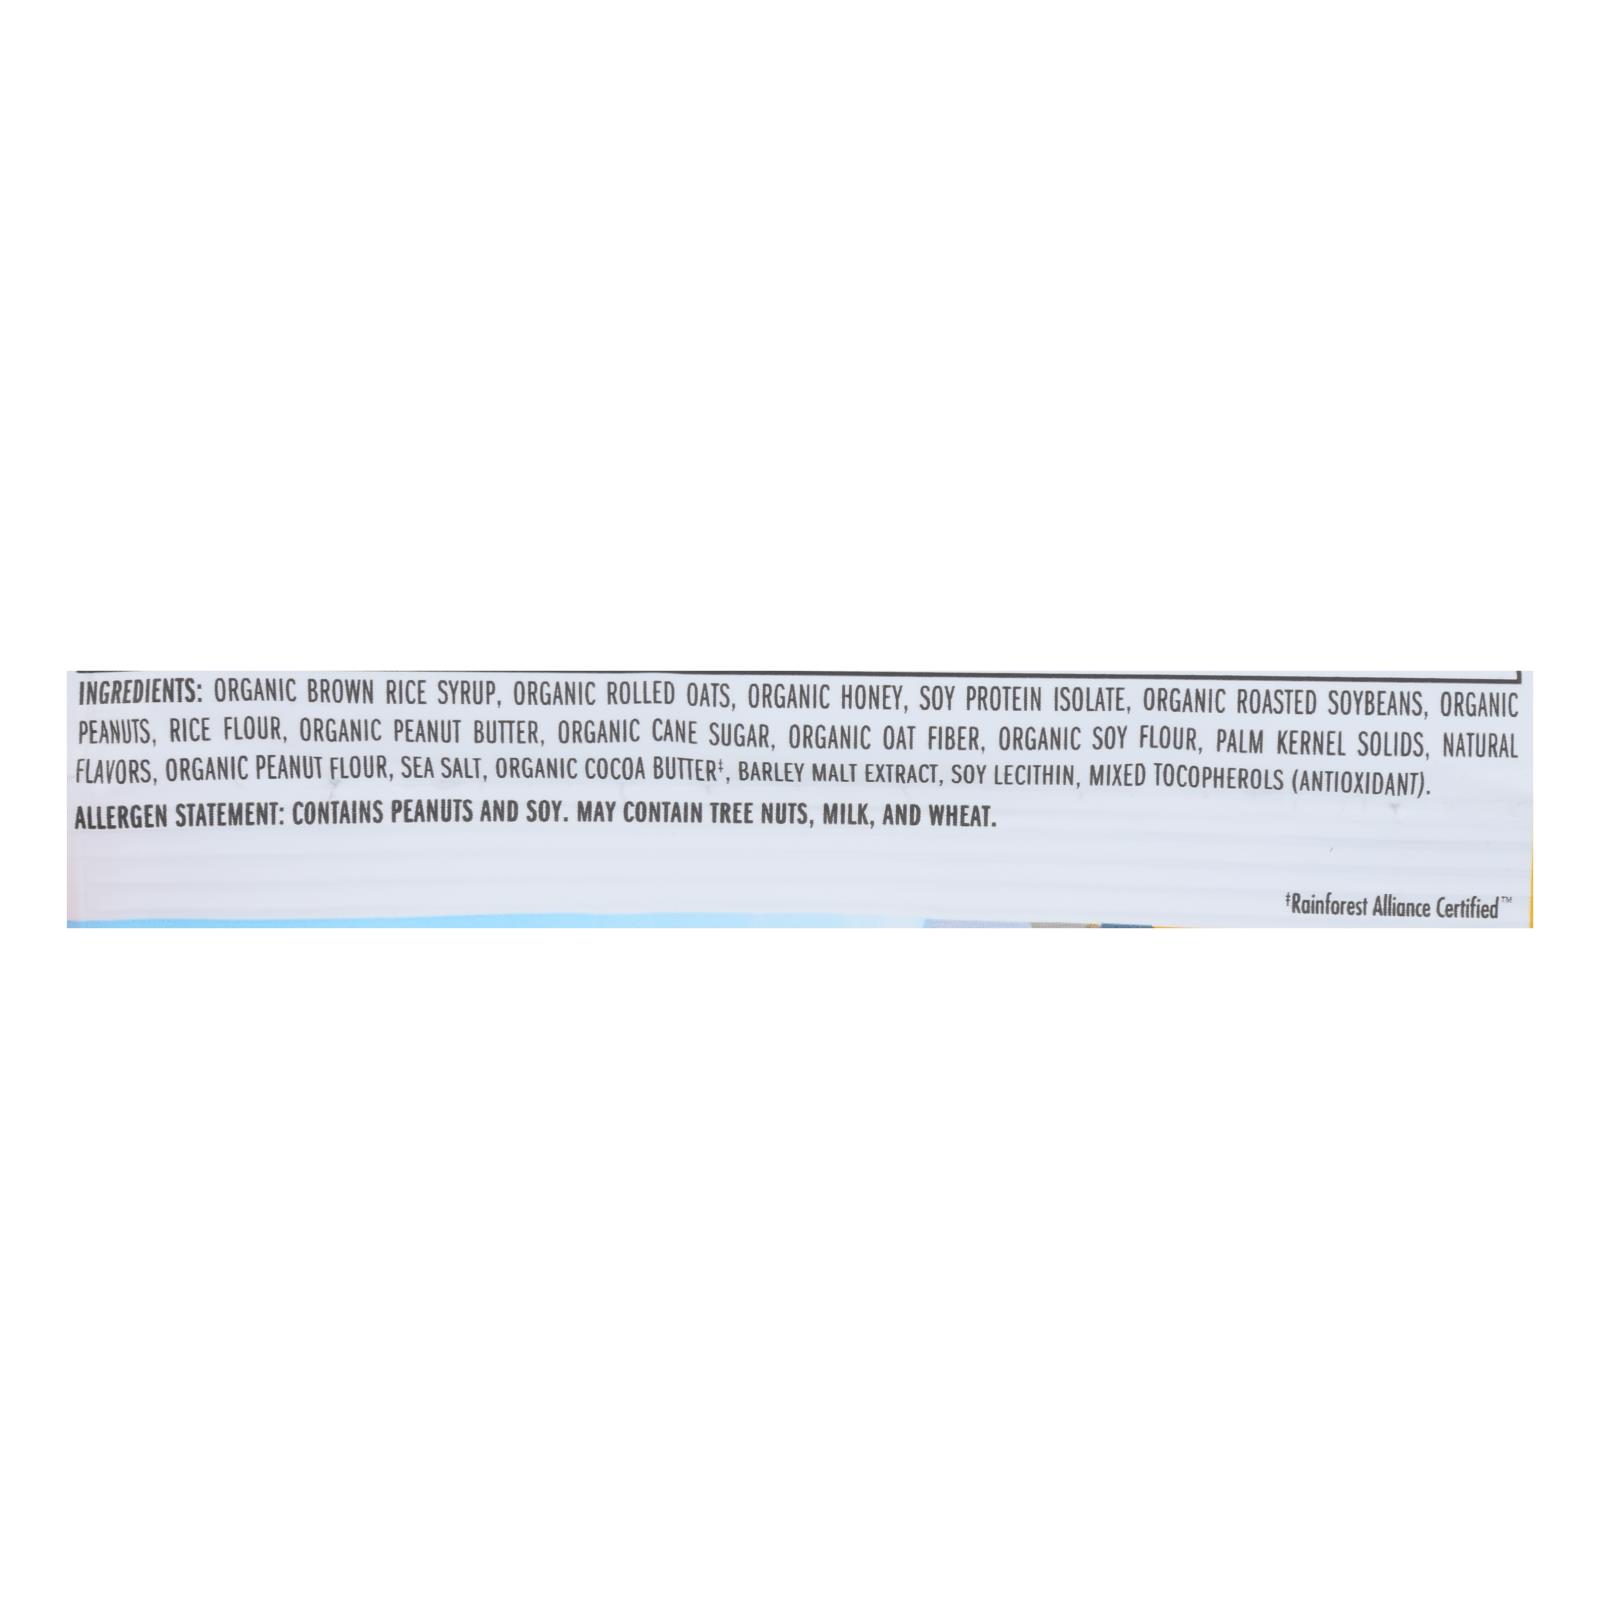 INGREDIENTS: ORGANIC BROWN RICE SYRUP, ORGANIC ROLLED OATS, ORGANIC HONEY, SOY PROTEIN ISOLATE, ORGANIC ROASTED SOYBEANS, ORGANIC
PEANUTS, RICE FLOUR, ORGANIC PEANUT BUTTER, ORGANIC CANE SUGAR, ORGANIC OAT FIBER, ORGANIC SOY FLOUR, PALM KERNEL SOLIDS, NATURAL
FLAVORS, ORGANIC PEANUT FLOUR, SEA SALT, ORGANIC COCOA BUTTER‡, BARLEY MALT EXTRACT, SOY LECITHIN, MIXED TOCOPHEROLS (ANTIOXIDANT).
ALLERGEN STATEMENT: CONTAINS PEANUTS AND SOY. MAY CONTAIN TREE NUTS, MILK, AND WHEAT.
‡Rainforest Alliance Certified™